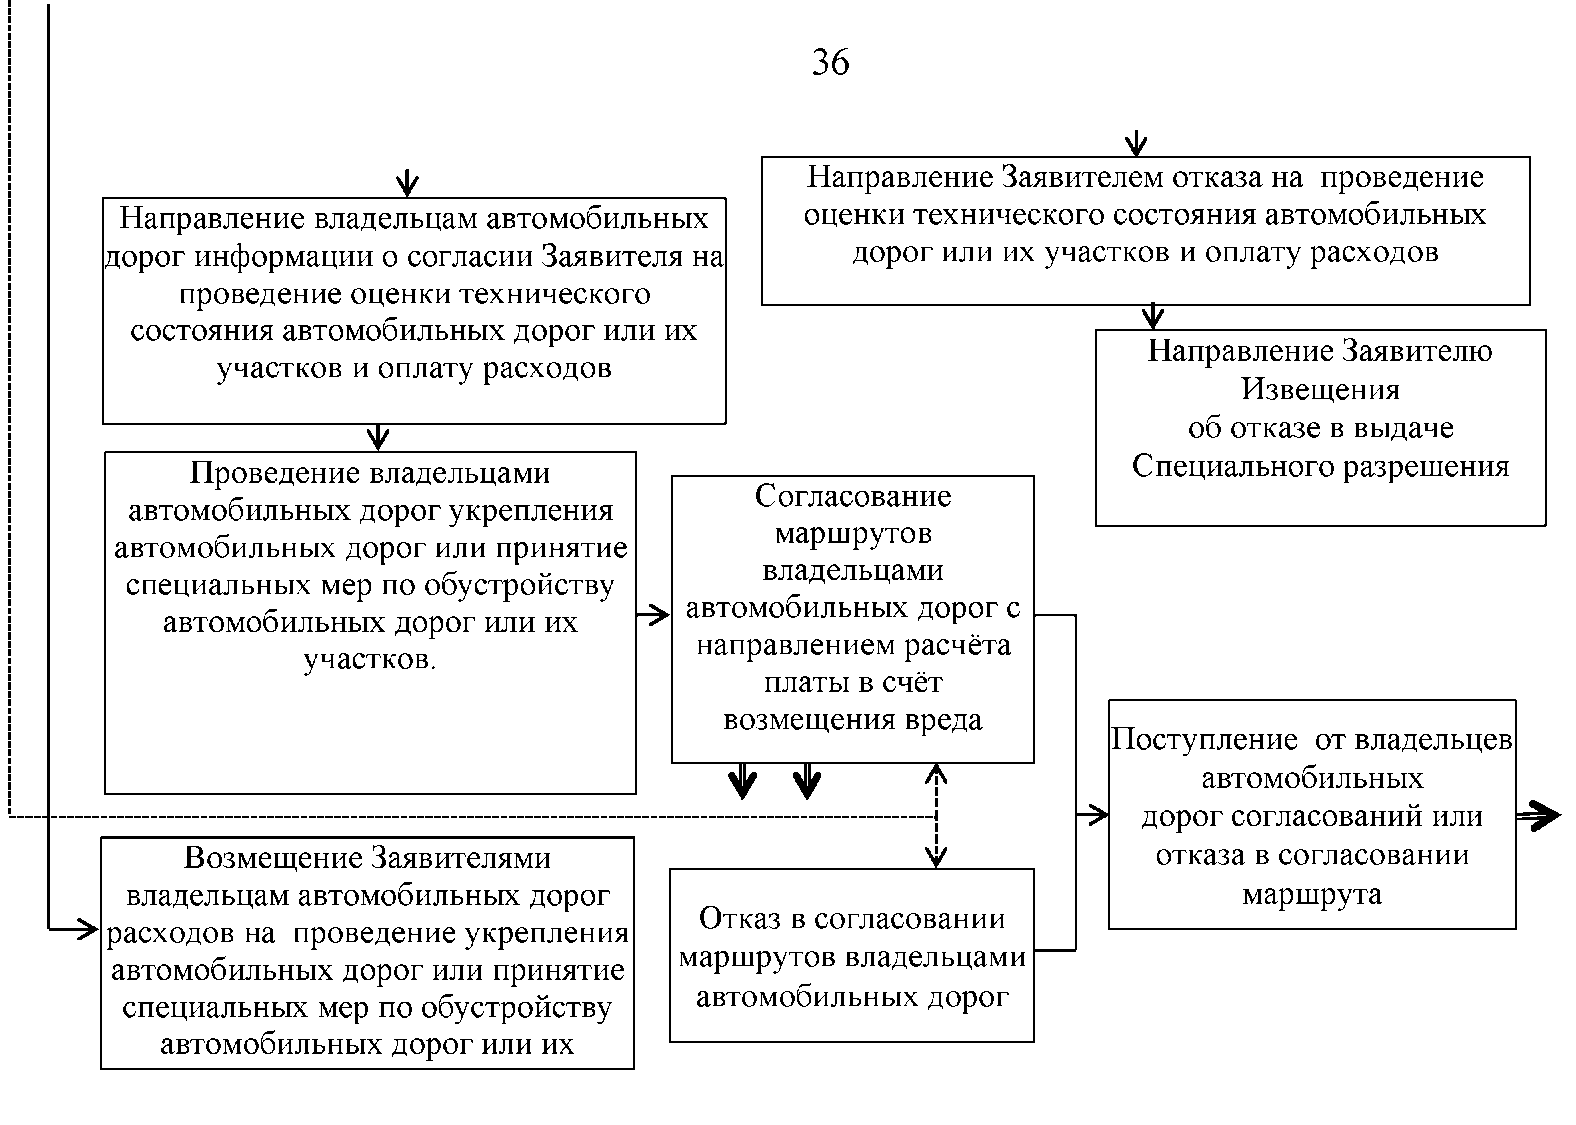 36
Направление владельцам автомобильных
дорог информации о согласии Заявителя на
проведение оценки технического
состояния автомобильных дорог или их
участков и оплату расходов
Направление Заявителем отказа на проведение
оценки технического состояния автомобильных
дорог или их участков и оплату расходов
Направление Заявителю
Извещения
об отказе в выдаче
Специального разрешения
Проведение владельцами
автомобильных дорог укрепления
автомобильных дорог или принятие
специальных мер по обустройству
автомобильных дорог или их
участков.
Согласование
маршрутов
владельцами
автомобильных дорог с
направлением расчёта
платы в счёт
возмещения вреда
Поступление от владельцев
автомобильных
дорог согласований или
отказа в согласовании
маршрута
Возмещение Заявителями
владельцам автомобильных дорог
расходов на проведение укрепления
автомобильных дорог или принятие
специальных мер по обустройству
автомобильных дорог или их
Отказ в согласовании
маршрутов владельцами
автомобильных дорог